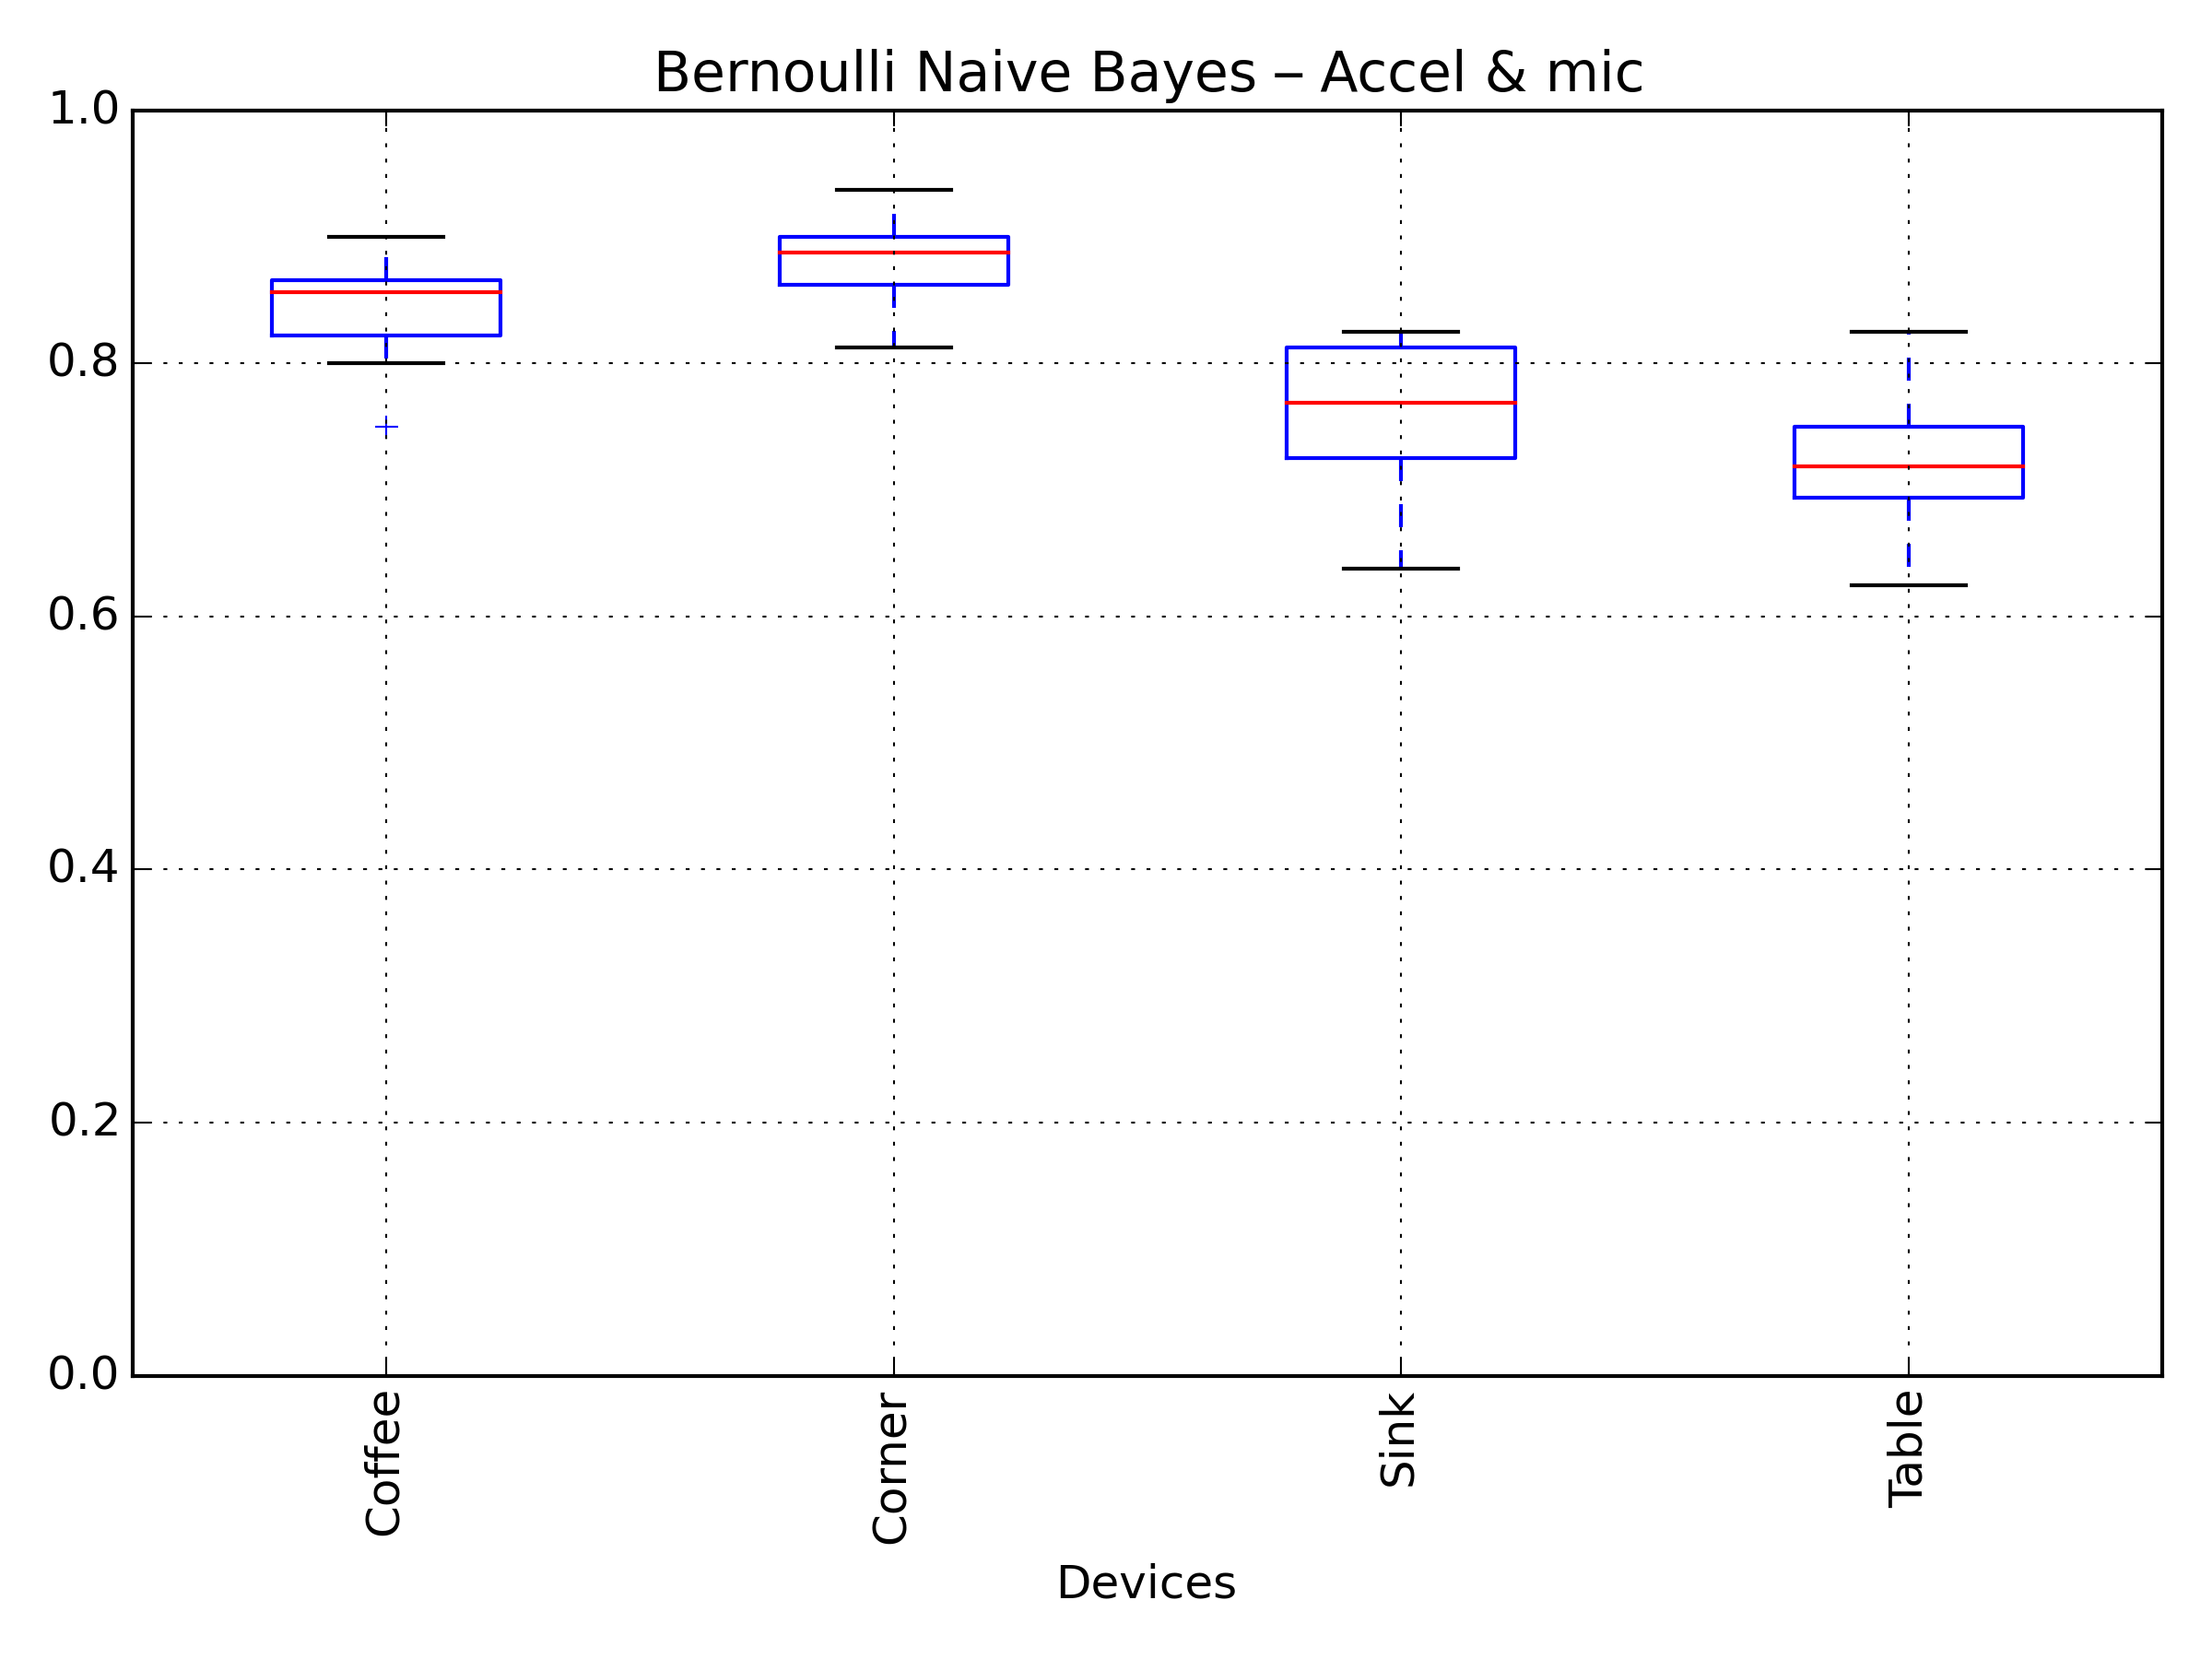 Bernoulli Naive Bayes – Accel & mic
1.0
0.8
0.6
0.4
0.2
0.0
Coffee
Corner
Sink
Table
Devices